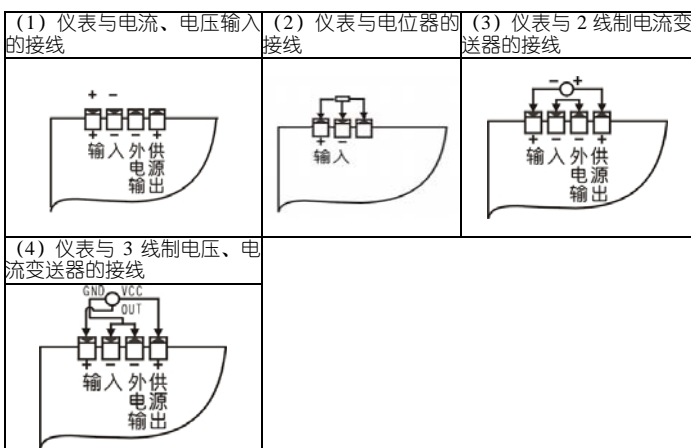 （1）仪表与电流、电压输入
的接线
（2）仪表与电位器的
接线
（3）仪表与 2 线制电流变
送器的接线
+ −
+ − − +
输入 外供
电源
输出
+ −
输入
− +
+ − − +
输入 外供
电源
输出
（4）仪表与 3 线制电压、电
流变送器的接线
GND VCC
OUT
+ − − +
输入 外供
电源
输出